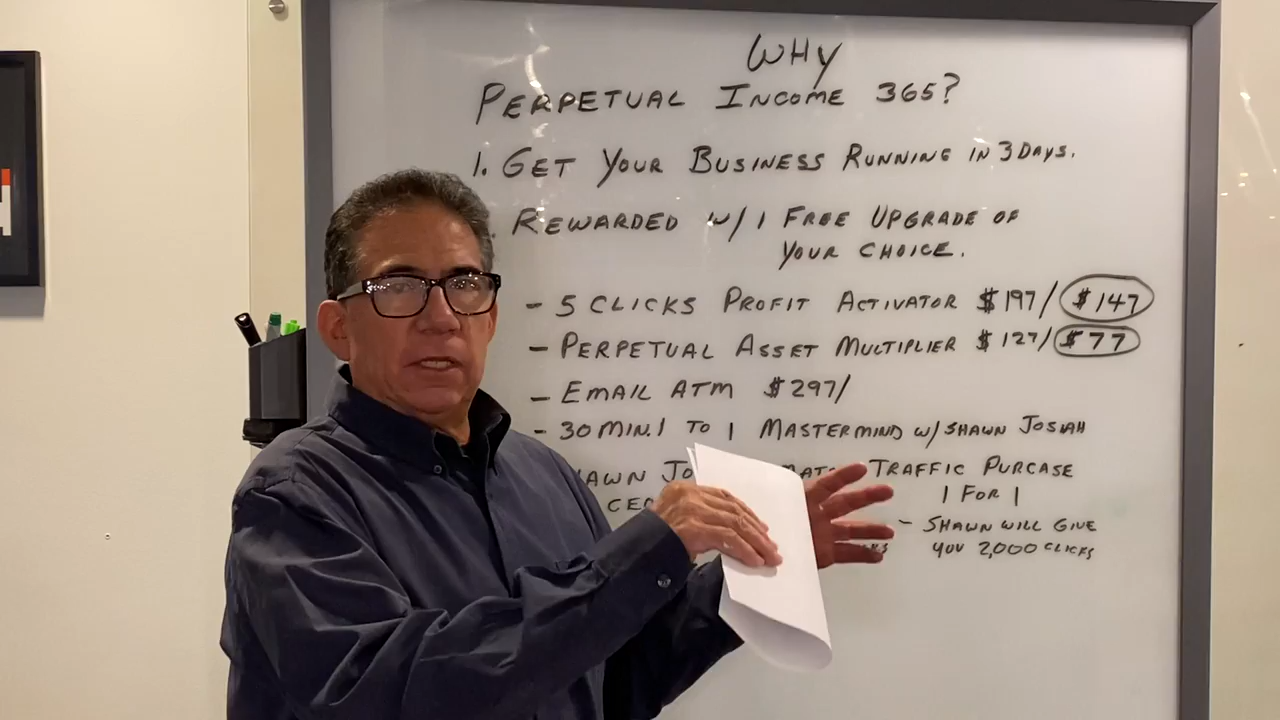 WHY
PERPETUAL INCOME 365?
1. GET YOUR BUSINESS RUNNING IN 3 DAYS.
. REWARDED W/ 1 FREE UPGRADE OF
YOUR CHOICE.
- 5 CLICKS PROFIT ACTIVATOR $197/ $147
- PERPETUAL ASSET MULTIPLIER $127/ $77
- EMAIL ATM $297/
- 30 MIN. 1 TO 1 MASTERMIND W/ SHAWN JOSIAH
TRAFFIC PURCASE
1 FOR 1
- SHAWN WILL GIVE
YOU 2,000 CLICKS